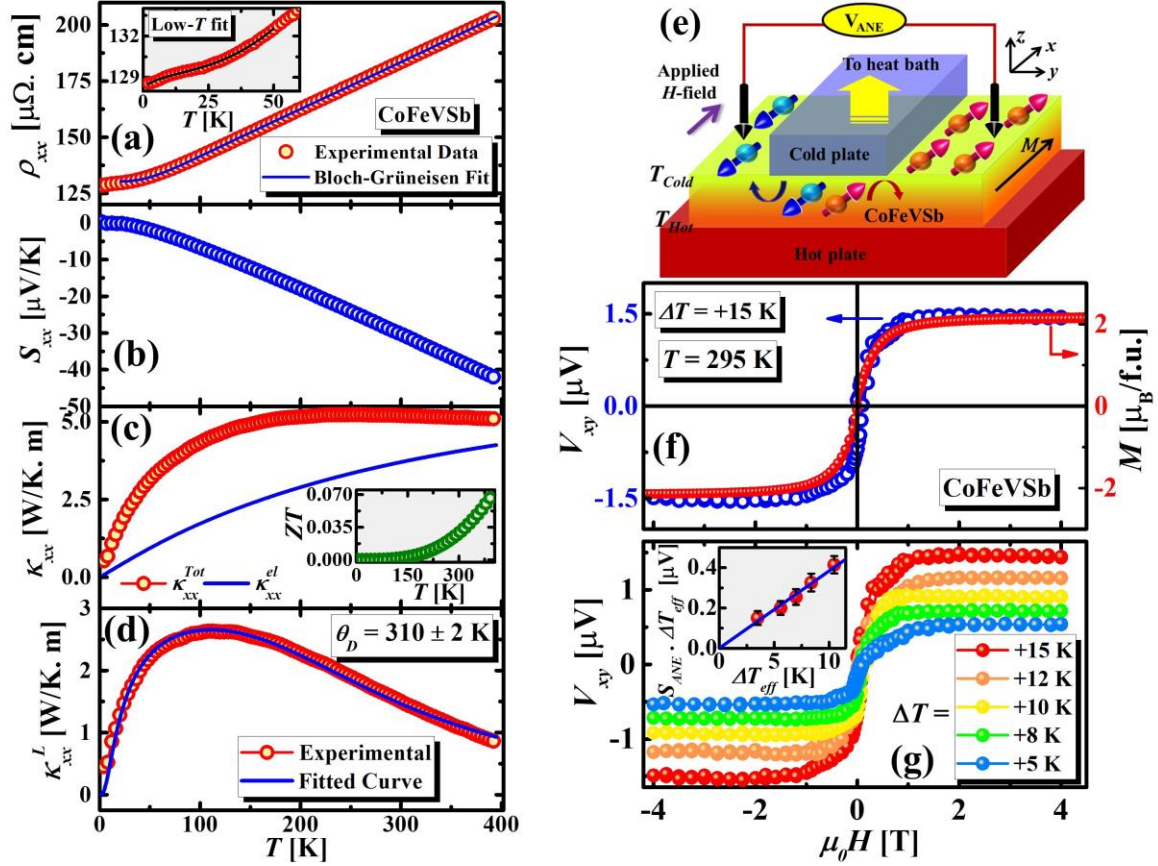 (a)
Low-T fit
132
129
0 25 50
T [K]
CoFeVSb
Experimental Data
Bloch-Grüneisen Fit
200
175
150
125
ρxx [μΩ. cm]
(b)
0
-10
-20
-30
-40
-50
Sxx [μV/K]
(c)
5.0
2.5
0.0
κxx [W/K. m]
0.070
0.035
0.000
ZT
0 150 300
T [K]
κxx^Tot κxx^el
(d)
θD = 310 ± 2 K
3
2
1
0
κxx^L [W/K. m]
Experimental
Fitted Curve
0 100 200 300 400
T [K]
(e)
VANE
z
x
y
To heat bath
Applied
H-field
Cold plate
M
TCold
CoFeVSb
THot
Hot plate
ΔT = +15 K
T = 295 K
1.5
0.0
-1.5
Vxy [μV]
2
0
-2
M [μB/f.u.]
(f)
CoFeVSb
0.4
0.2
0.0
SANE . ΔTeff [μV]
0 5 10
ΔTeff [K]
1
0
-1
Vxy [μV]
ΔT =
+15 K
+12 K
+10 K
+8 K
+5 K
(g)
-4 -2 0 2 4
μ0H [T]